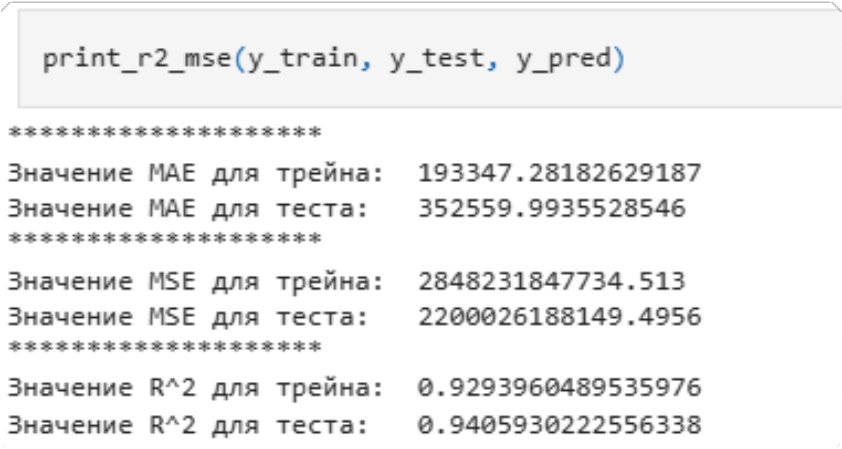 print_r2_mse(y_train, y_test, y_pred)
********************
Значение MAE для трейна: 193347.28182629187
Значение MAE для теста: 352559.9935528546
********************
Значение MSE для трейна: 2848231847734.513
Значение MSE для теста: 2200026188149.4956
********************
Значение R^2 для трейна: 0.9293960489535976
Значение R^2 для теста: 0.9405930222556338